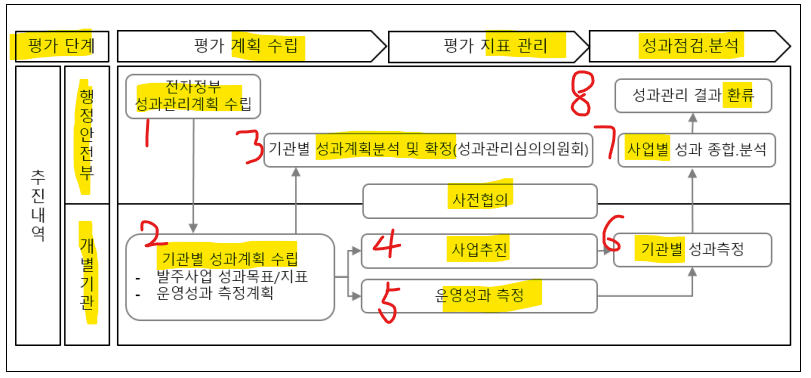 평가 단계
평가 계획 수립
평가 지표 관리
성과점검.분석
추진내역
행정안전부
전자정부
성과관리계획 수립
1
3
기관별 성과계획분석 및 확정(성과관리심의의원회)
8
성과관리 결과 환류
7
사업별 성과 종합.분석
사전협의
개별기관
2
기관별 성과계획 수립
- 발주사업 성과목표/지표
- 운영성과 측정계획
4
사업추진
5
운영성과 측정
6
기관별 성과측정